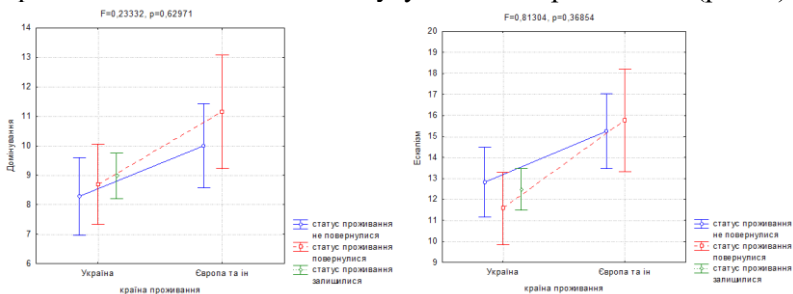 F=0,23332, p=0,62971
14
13
12
11
10
9
8
7
6
Домінування
Україна
Європа та ін
країна проживання
статус проживання
не повернулися
статус проживання
повернулися
статус проживання
залишилися
F=0,81304, p=0,36854
20
19
18
17
16
15
14
13
12
11
10
9
Ескапізм
Україна
Європа та ін
країна проживання
статус проживання
не повернулися
статус проживання
повернулися
статус проживання
залишилися